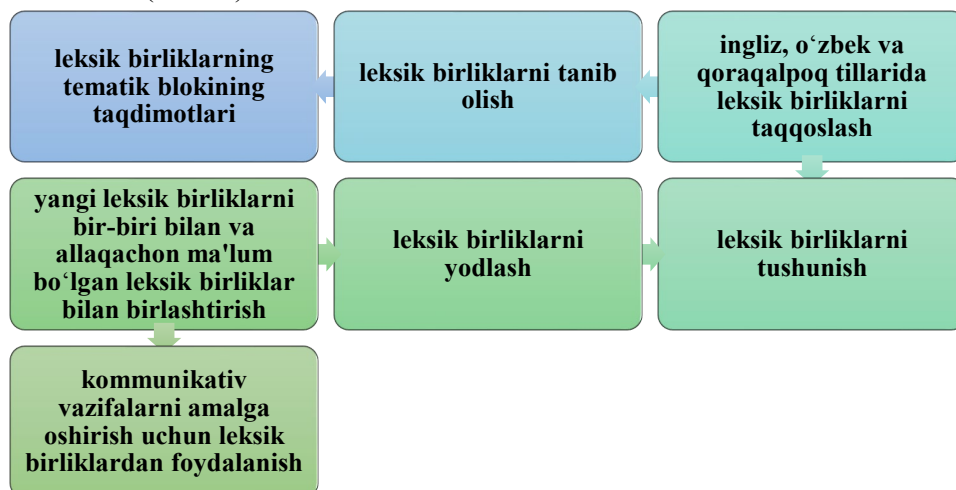 leksik birliklarning
tematik blokining
taqdimotlari
leksik birliklarni tanib
olish
ingliz, o‘zbek va
qoraqalpoq tillarida
leksik birliklarni
taqqoslash
yangi leksik birliklarni
bir-biri bilan va
allaqachon ma'lum
bo‘lgan leksik birliklar
bilan birlashtirish
leksik birliklarni
yodlash
leksik birliklarni
tushunish
kommunikativ
vazifalarni amalga
oshirish uchun leksik
birliklardan foydalanish